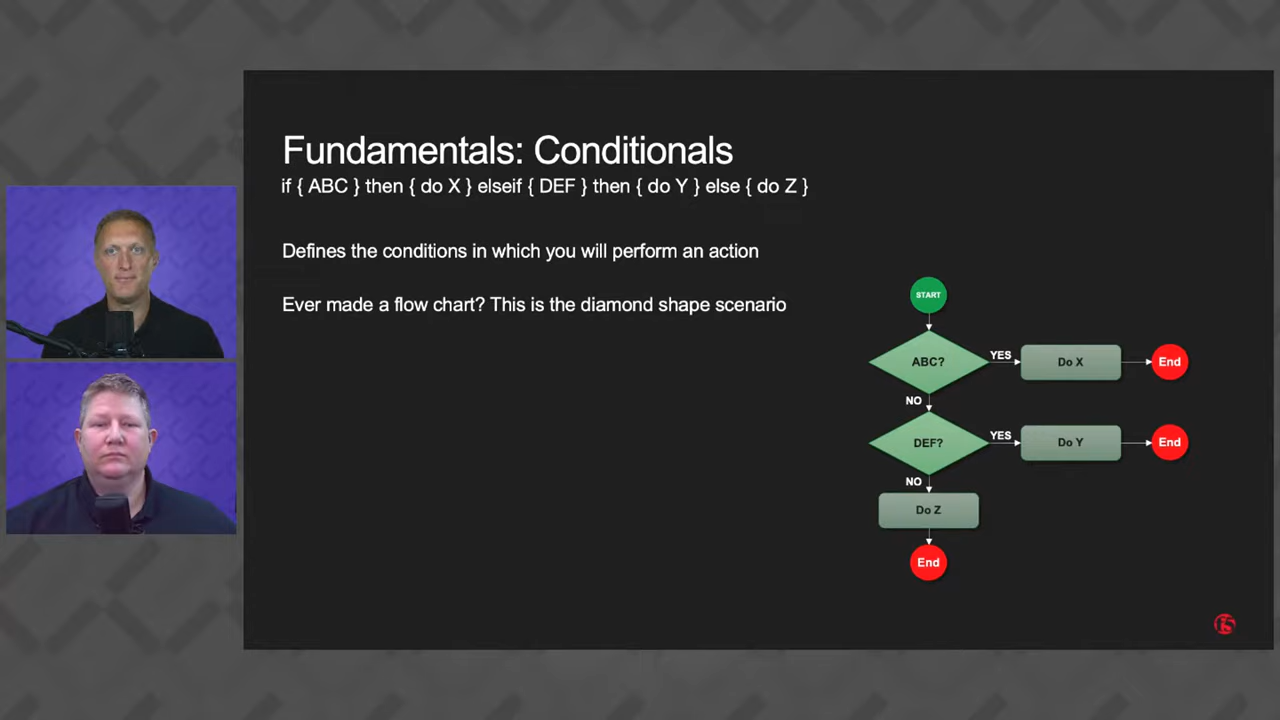 Fundamentals: Conditionals
if { ABC } then { do X } elseif { DEF } then { do Y } else { do Z }
Defines the conditions in which you will perform an action
Ever made a flow chart? This is the diamond shape scenario
START
ABC?
YES
Do X
End
NO
DEF?
YES
Do Y
End
NO
Do Z
End
f5